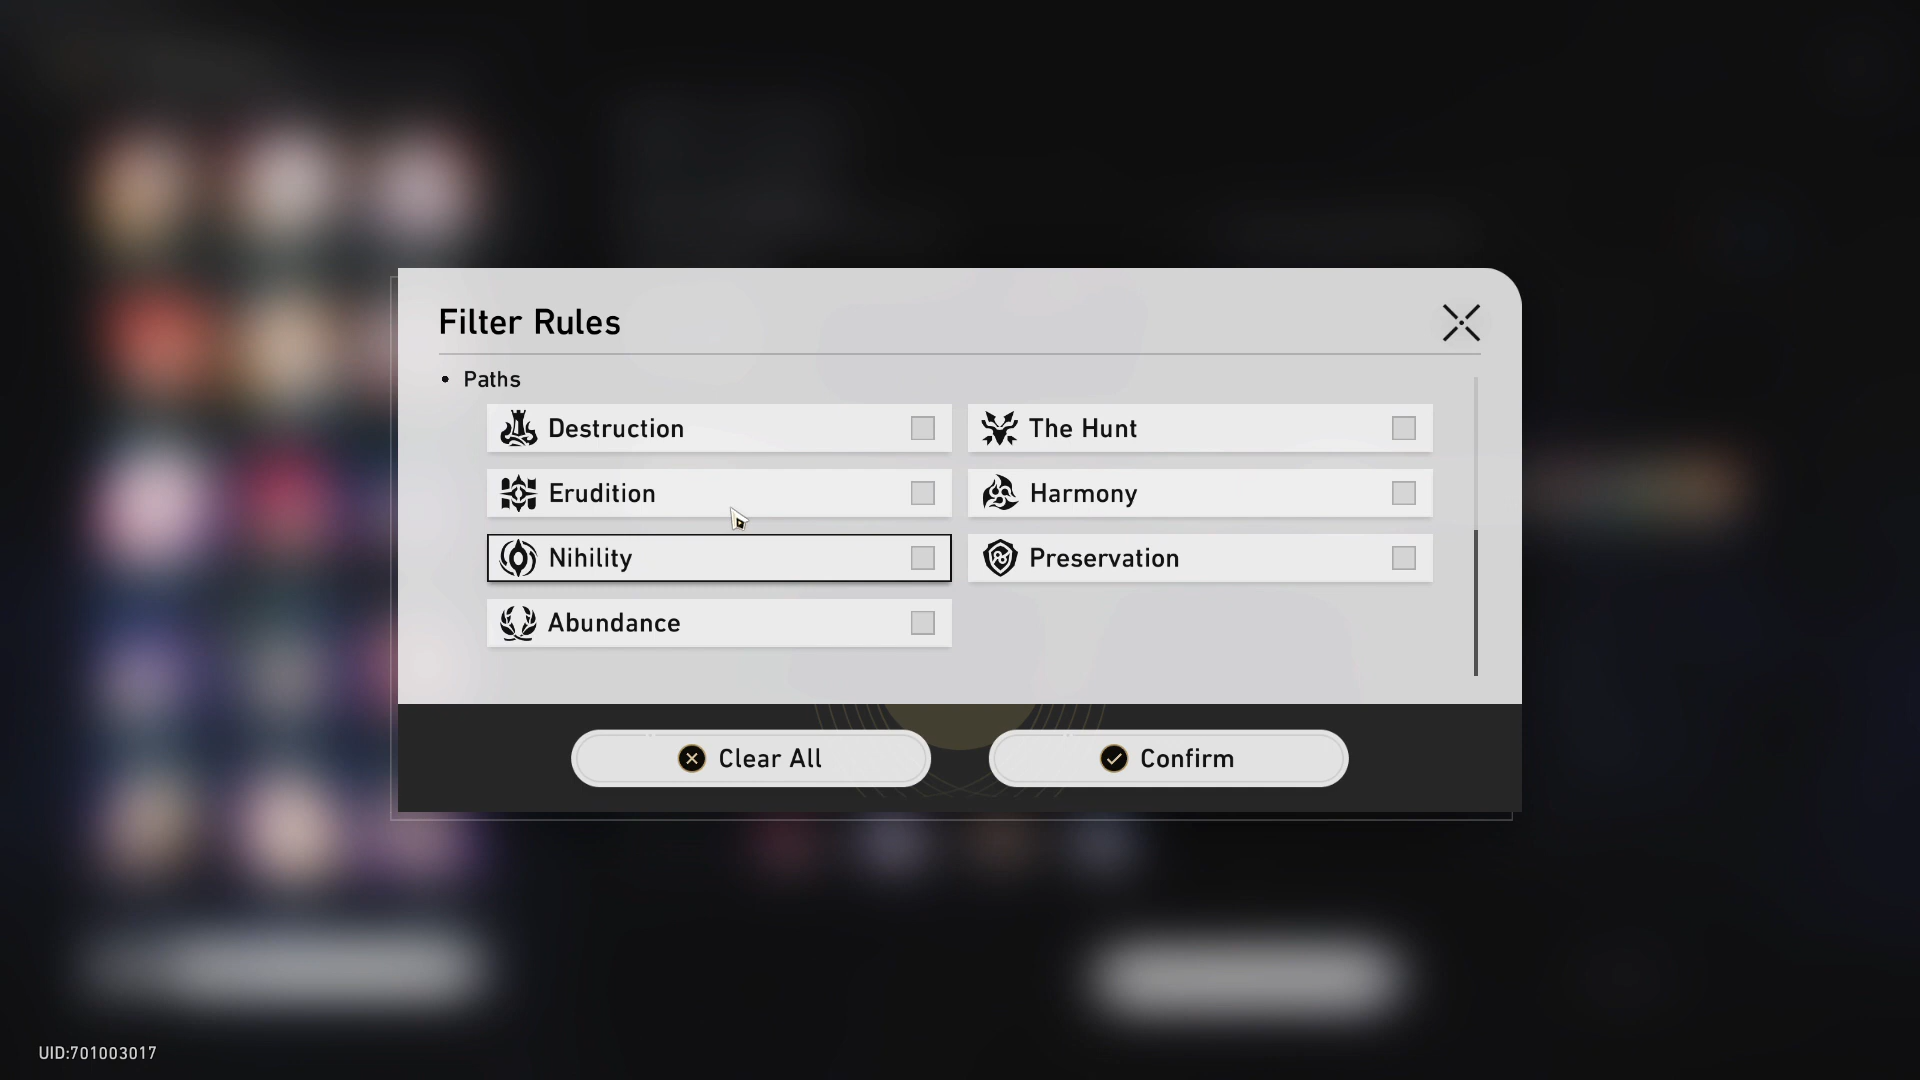 Filter Rules
• Paths
Destruction
The Hunt
Erudition
Harmony
Nihility
Preservation
Abundance
Clear All
Confirm
UID:701003017